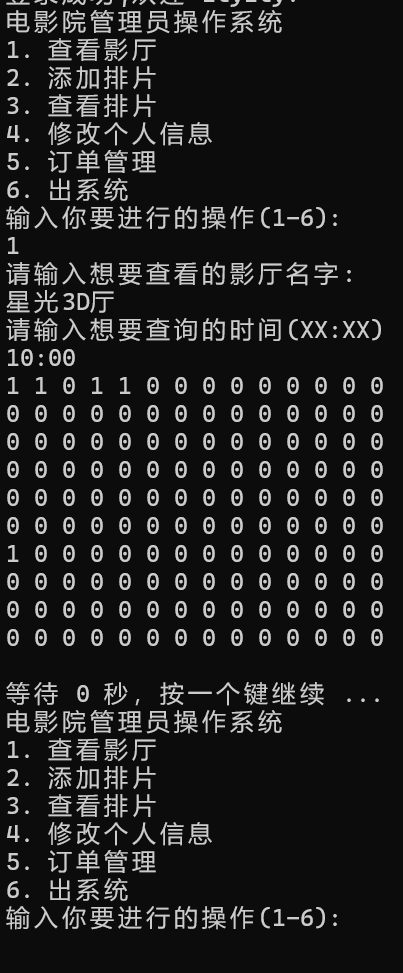 电影院管理员操作系统
1. 查看影厅
2. 添加排片
3. 查看排片
4. 修改个人信息
5. 订单管理
6. 出系统
输入你要进行的操作(1-6):
1
请输入想要查看的影厅名字:
星光3D厅
请输入想要查询的时间(XX:XX)
10:00
1 1 0 1 1 0 0 0 0 0 0 0 0 0
0 0 0 0 0 0 0 0 0 0 0 0 0 0
0 0 0 0 0 0 0 0 0 0 0 0 0 0
0 0 0 0 0 0 0 0 0 0 0 0 0 0
0 0 0 0 0 0 0 0 0 0 0 0 0 0
0 0 0 0 0 0 0 0 0 0 0 0 0 0
1 0 0 0 0 0 0 0 0 0 0 0 0 0
0 0 0 0 0 0 0 0 0 0 0 0 0 0
0 0 0 0 0 0 0 0 0 0 0 0 0 0
0 0 0 0 0 0 0 0 0 0 0 0 0 0
等待 0 秒, 按一个键继续 ...
电影院管理员操作系统
1. 查看影厅
2. 添加排片
3. 查看排片
4. 修改个人信息
5. 订单管理
6. 出系统
输入你要进行的操作(1-6):